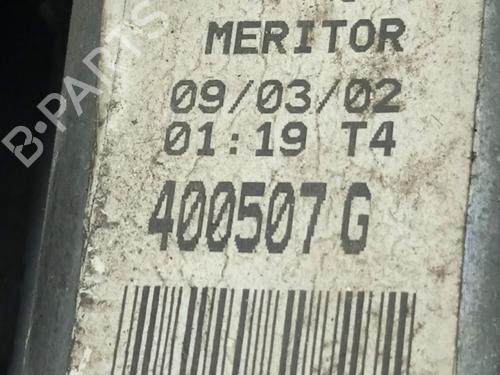 B-PARTS
MERITOR
09/03/02
01:19 T4
400507 G